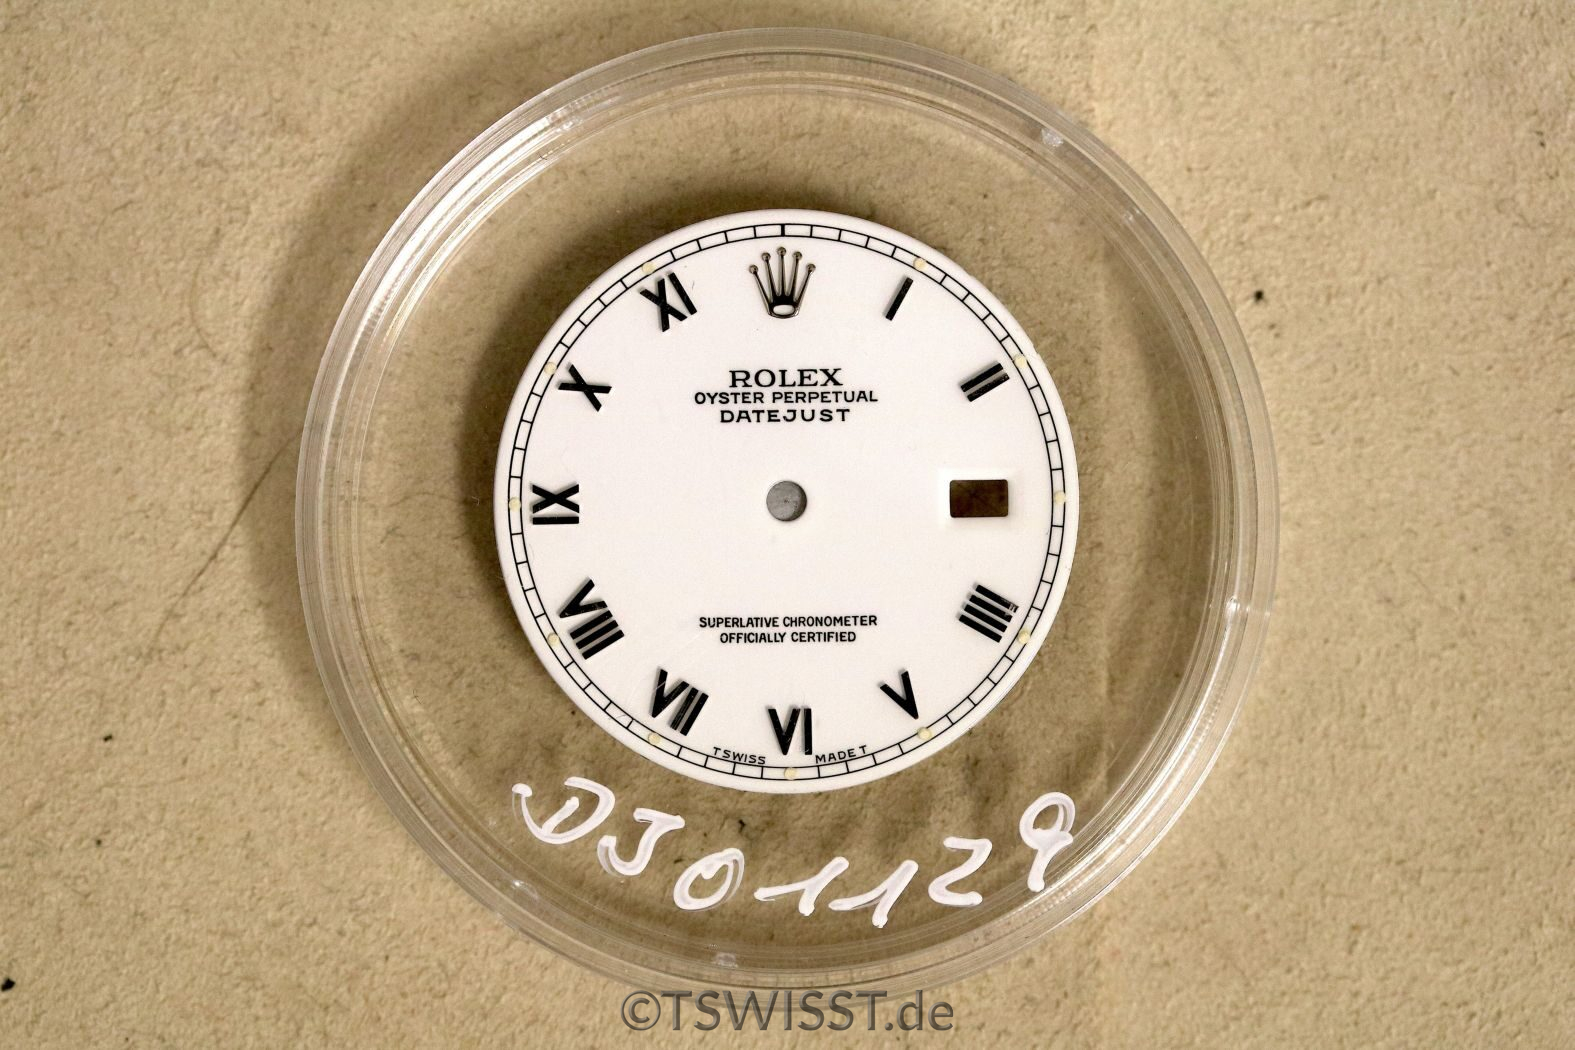 XI
I
X
II
ROLEX
OYSTER PERPETUAL
DATEJUST
IX
SUPERLATIVE CHRONOMETER
OFFICIALLY CERTIFIED
VIII
IIII
VII
VI
V
T SWISS MADE T
DJ01129
©TSWISST.de